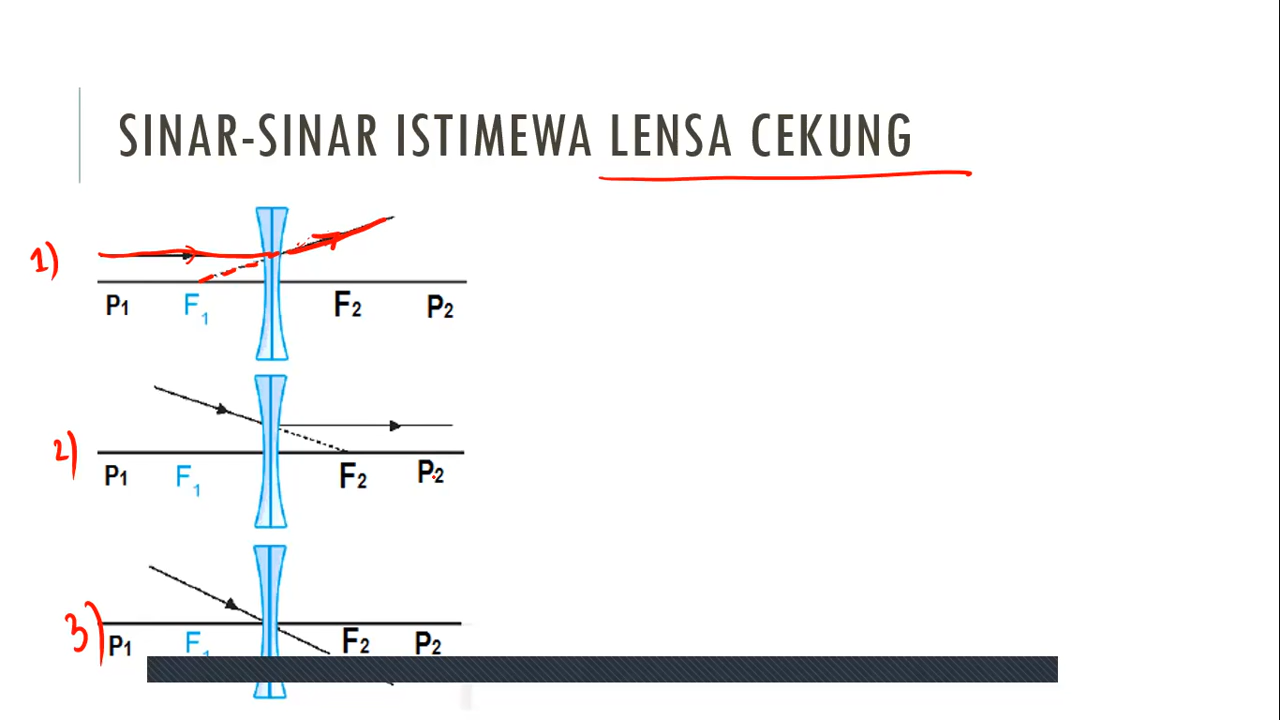 SINAR-SINAR ISTIMEWA LENSA CEKUNG
1)
P1 F1 F2 P2
2)
P1 F1 F2 P2
3)
P1 F1 F2 P2